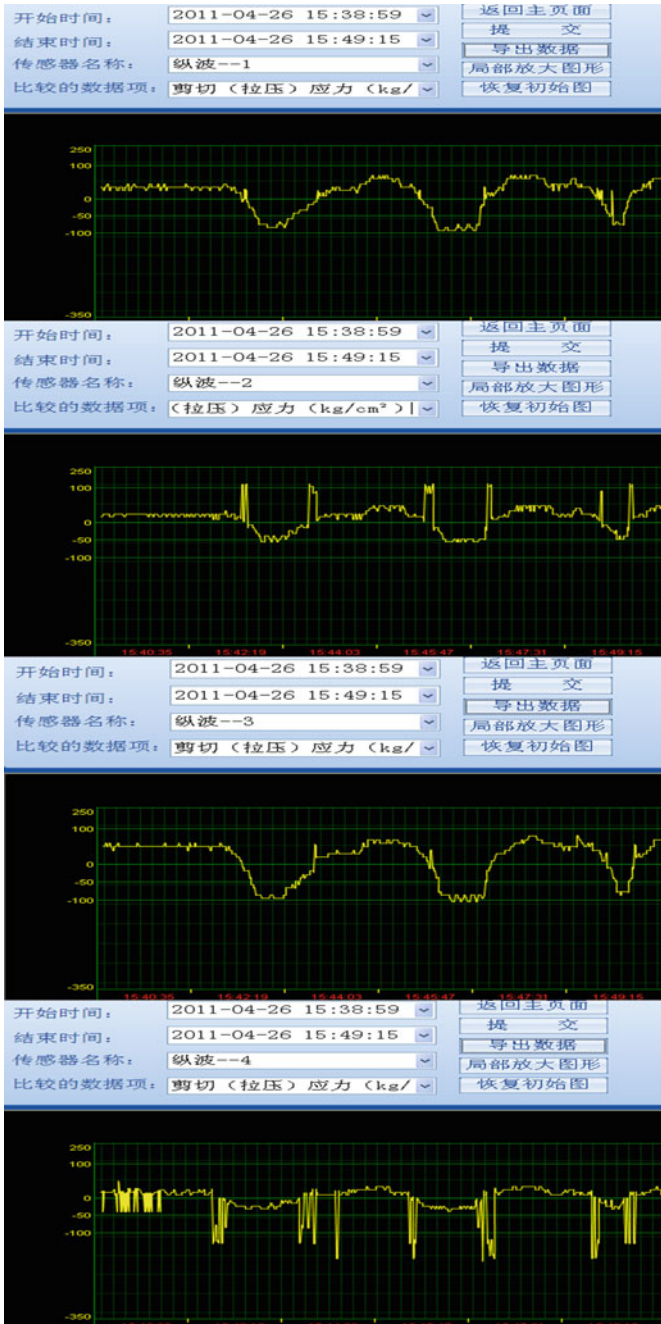 开始时间: 2011-04-26 15:38:59 返回主页面
结束时间: 2011-04-26 15:49:15 提 交
传感器名称: 纵波--1 导出数据
局部放大图形
比较的数据项: 剪切（拉压）应力（kg/ 恢复初始图
250
100
0
-50
-100
-350
开始时间: 2011-04-26 15:38:59 返回主页面
结束时间: 2011-04-26 15:49:15 提 交
传感器名称: 纵波--2 导出数据
局部放大图形
比较的数据项: (拉压）应力（kg/cm²）| 恢复初始图
250
100
0
-50
-100
-350
15:40:35 15:42:19 15:44:03 15:45:47 15:47:31 15:49:15
开始时间: 2011-04-26 15:38:59 返回主页面
结束时间: 2011-04-26 15:49:15 提 交
传感器名称: 纵波--3 导出数据
局部放大图形
比较的数据项: 剪切（拉压）应力（kg/ 恢复初始图
250
100
0
-50
-100
-350
15:40:35 15:42:19 15:44:03 15:45:47 15:47:31 15:49:15
开始时间: 2011-04-26 15:38:59 返回主页面
结束时间: 2011-04-26 15:49:15 提 交
传感器名称: 纵波--4 导出数据
局部放大图形
比较的数据项: 剪切（拉压）应力（kg/ 恢复初始图
250
100
0
-50
-100
-350